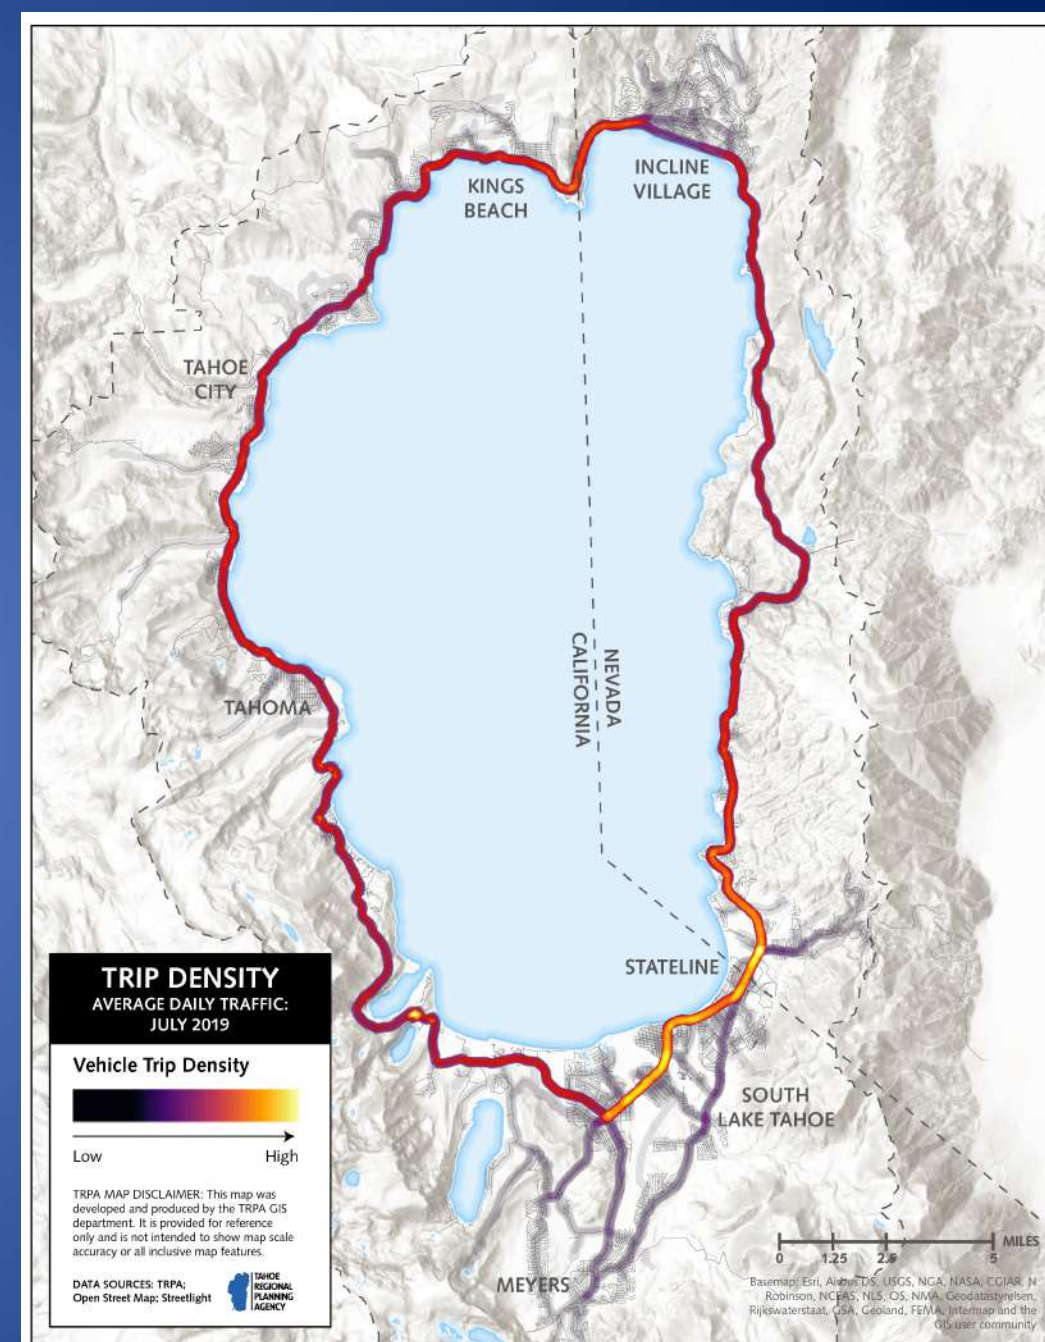 KINGS
BEACH
INCLINE
VILLAGE
TAHOE
CITY
NEVADA
CALIFORNIA
TAHOMA
STATELINE
SOUTH
LAKE TAHOE
MEYERS
TRIP DENSITY
AVERAGE DAILY TRAFFIC:
JULY 2019
Vehicle Trip Density
Low High
TRPA MAP DISCLAIMER: This map was
developed and produced by the TRPA GIS
department. It is provided for reference
only and is not intended to show map scale
accuracy or all inclusive map features.
DATA SOURCES: TRPA;
Open Street Map; Streetlight
TAHOE
REGIONAL
PLANNING
AGENCY
MILES
0 1.25 2.5 5
Basemap: Esri, Airbus DS, USGS, NGA, NASA, CGIAR, N
Robinson, NCEAS, NLS, OS, NMA, Geodatastyrelsen,
Rijkswaterstaat, GSA, Geoland, FEMA, Intermap and the
GIS user community